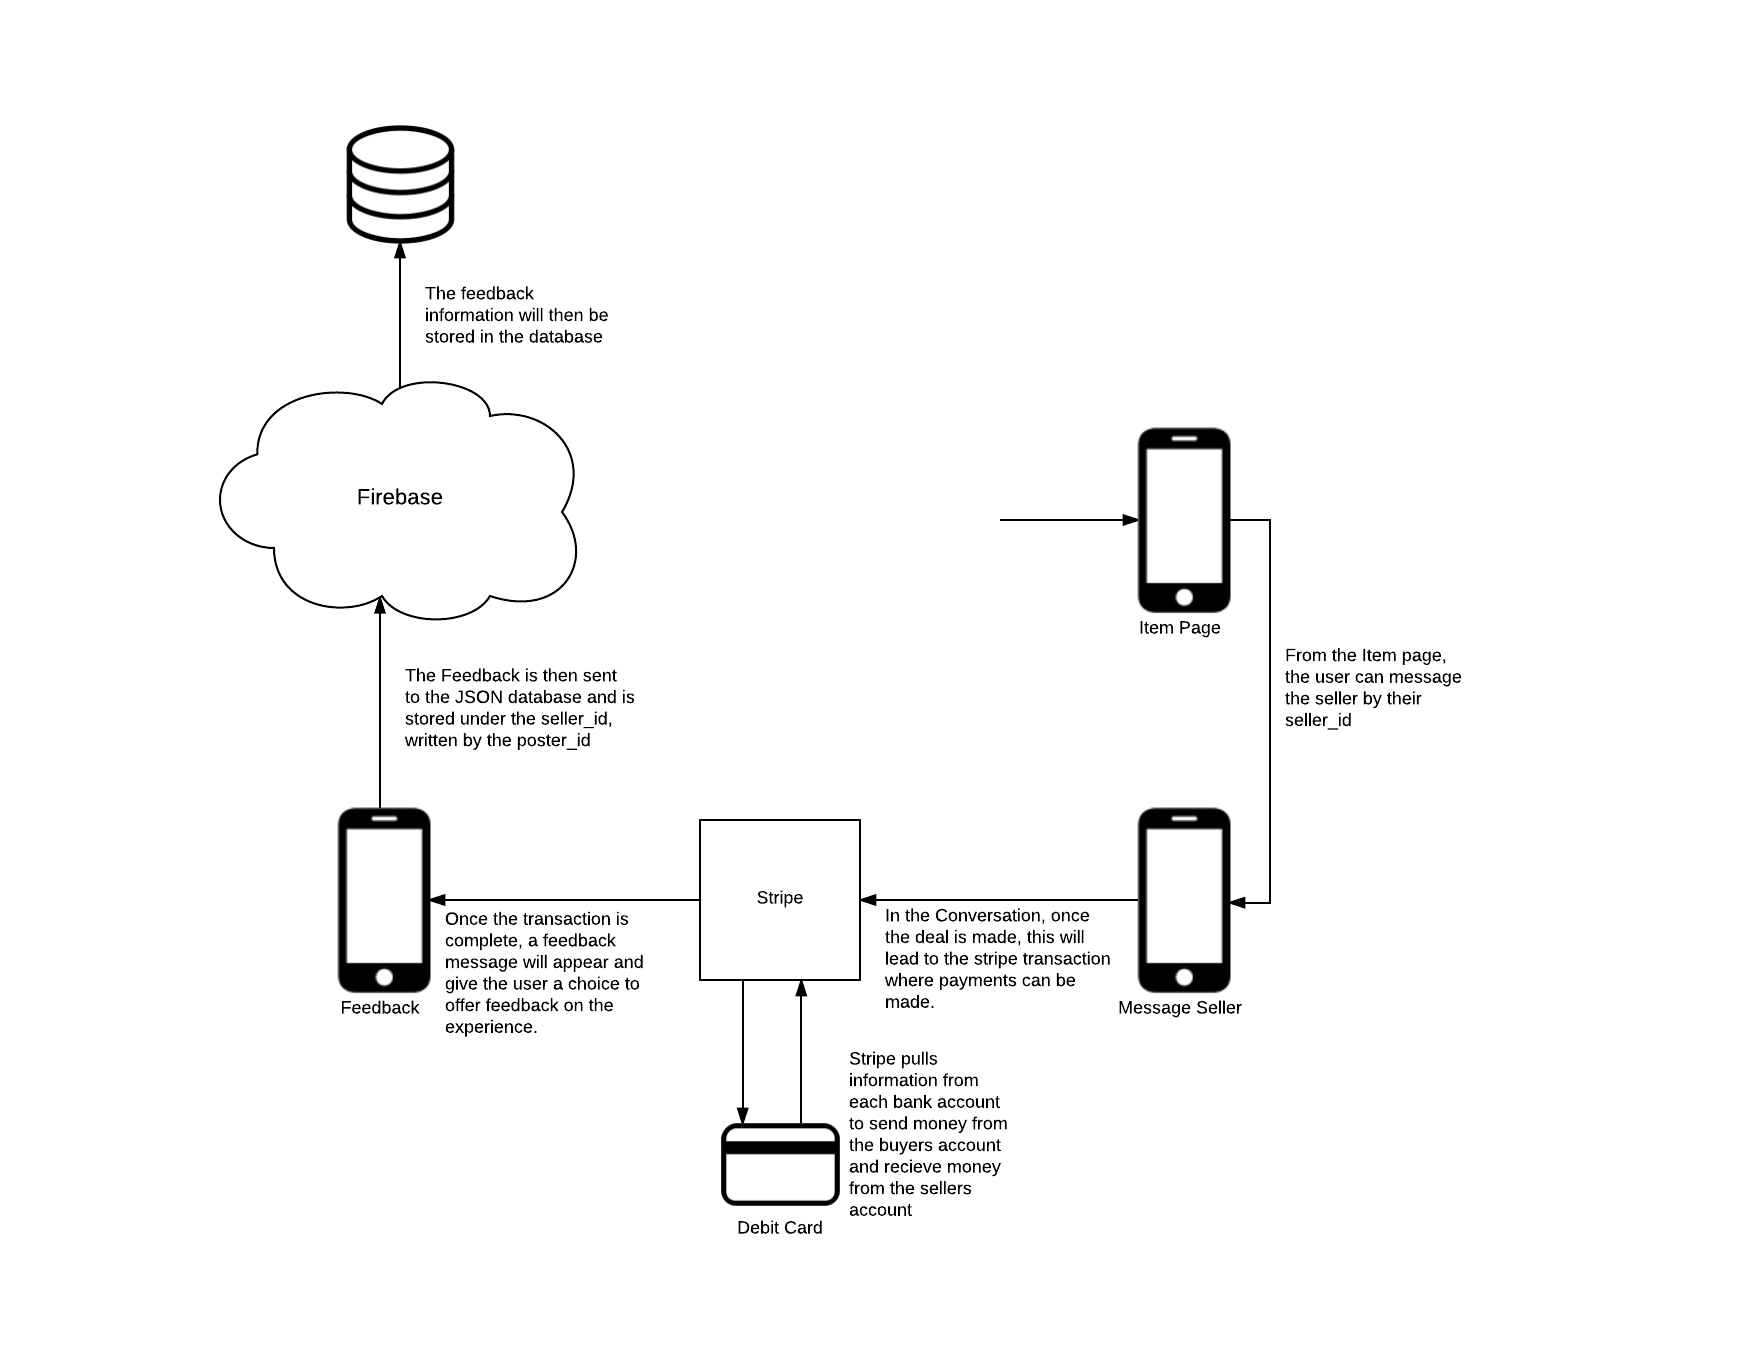 The feedback
information will then be
stored in the database
Firebase
Item Page
From the Item page,
the user can message
the seller by their
seller_id
The Feedback is then sent
to the JSON database and is
stored under the seller_id,
written by the poster_id
Stripe
Once the transaction is
complete, a feedback
message will appear and
give the user a choice to
offer feedback on the
experience.
Feedback
In the Conversation, once
the deal is made, this will
lead to the stripe transaction
where payments can be
made.
Message Seller
Stripe pulls
information from
each bank account
to send money from
the buyers account
and recieve money
from the sellers
account
Debit Card